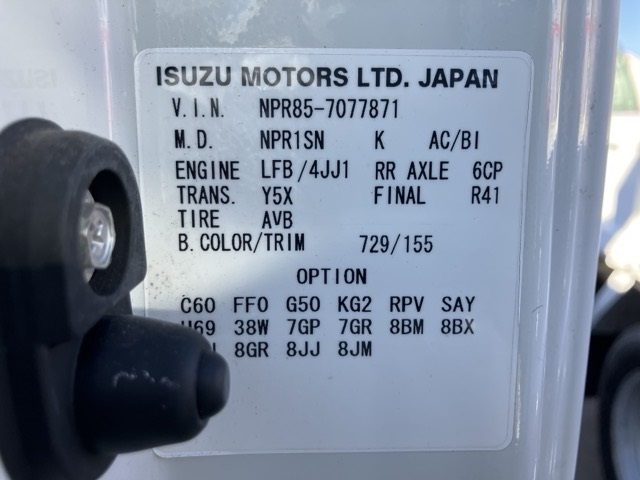 ISUZU MOTORS LTD. JAPAN
V.I.N. NPR85-7077871
M.D. NPR1SN K AC/BI
ENGINE LFB/4JJ1 RR AXLE 6CP
TRANS. Y5X FINAL R41
TIRE AVB
B.COLOR/TRIM 729/155
OPTION
C60 FF0 G50 KG2 RPV SAY
38W 7GP 7GR 8BM 8BX
8GR 8JJ 8JM